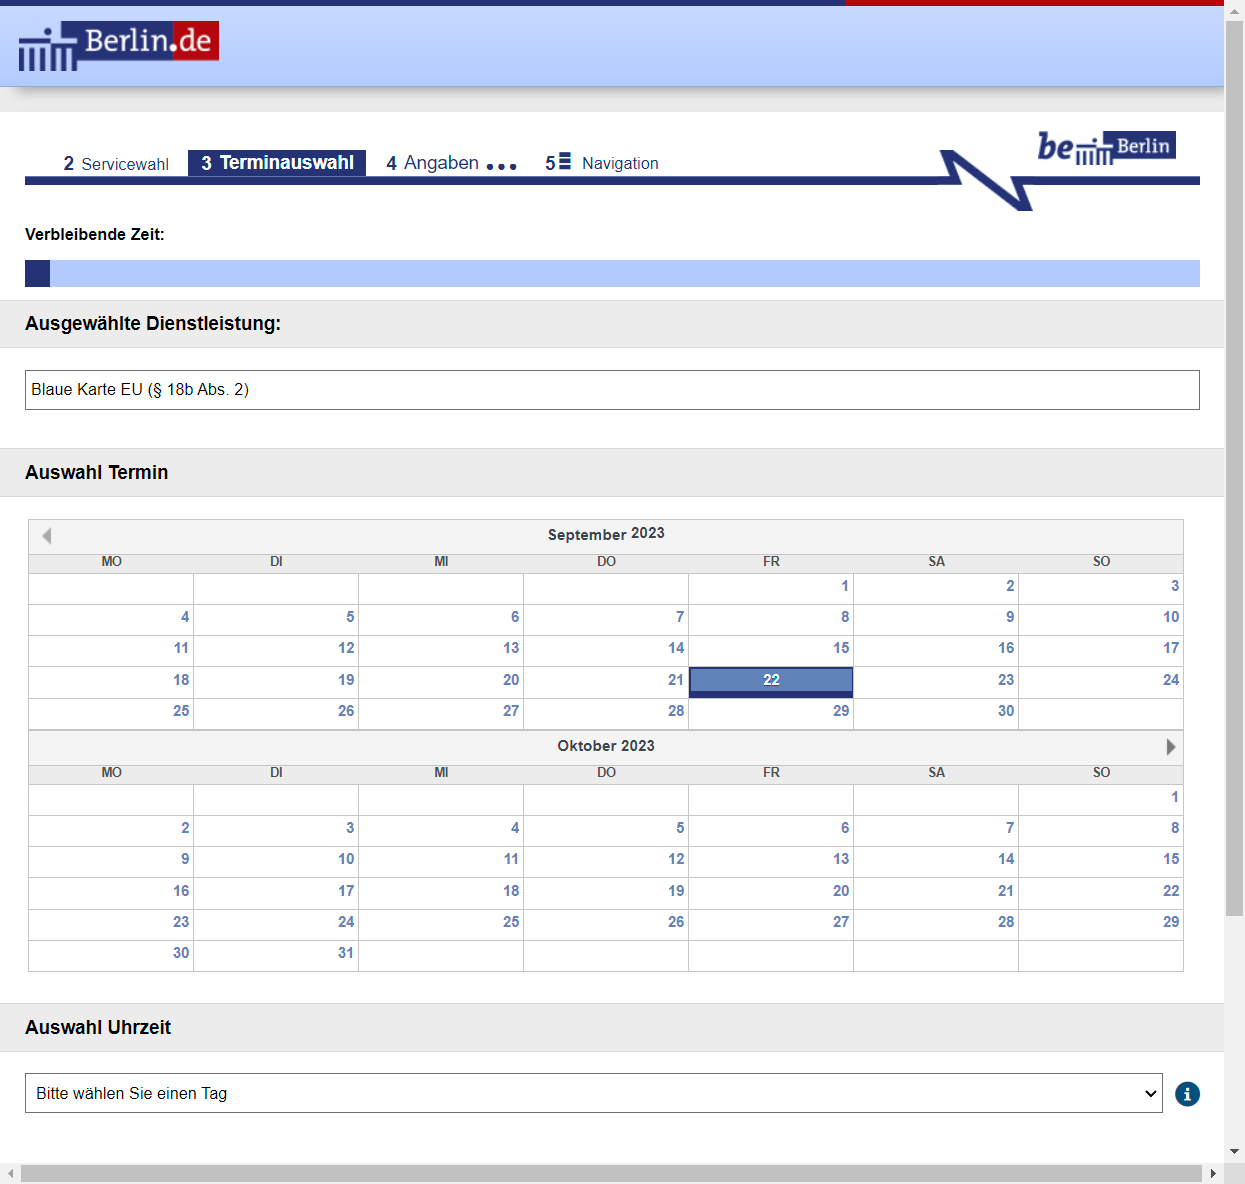 Berlin.de
be Berlin
2 Servicewahl 3 Terminauswahl 4 Angaben ... 5 Navigation
Verbleibende Zeit:
Ausgewählte Dienstleistung:
Blaue Karte EU (§ 18b Abs. 2)
Auswahl Termin
September 2023
MO DI MI DO FR SA SO
1 2 3
4 5 6 7 8 9 10
11 12 13 14 15 16 17
18 19 20 21 22 23 24
25 26 27 28 29 30
Oktober 2023
MO DI MI DO FR SA SO
1
2 3 4 5 6 7 8
9 10 11 12 13 14 15
16 17 18 19 20 21 22
23 24 25 26 27 28 29
30 31
Auswahl Uhrzeit
Bitte wählen Sie einen Tag